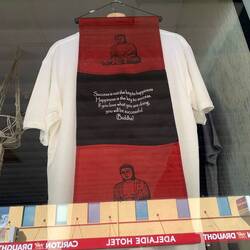 Success is not the key to happiness
Happiness is the key to success.
If you love what you are doing,
you will be successful
(Buddha)
CARLTON DRAUGHT
ADELAIDE HOTEL
CARLTON DRAUGHT